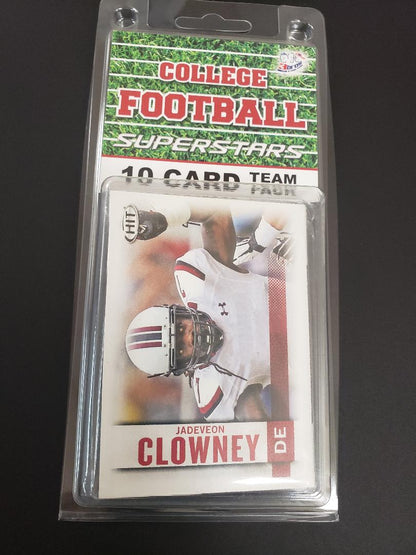 COLLEGE
FOOTBALL
SUPERSTARS
10 CARD TEAM
PACK
HIT
JADEVEON
CLOWNEY
DE